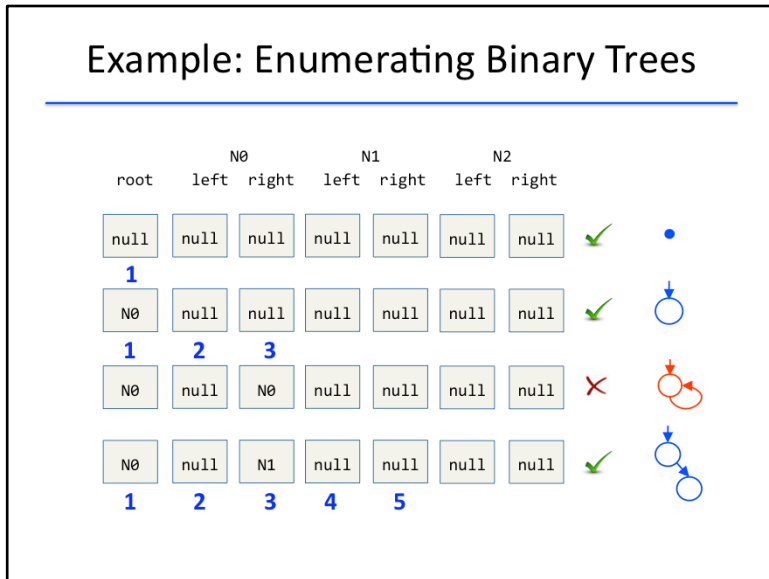 Example: Enumerating Binary Trees
N0 N1 N2
root left right left right left right
null null null null null null null
1
N0 null null null null null null
1 2 3
N0 null N0 null null null null
N0 null N1 null null null null
1 2 3 4 5